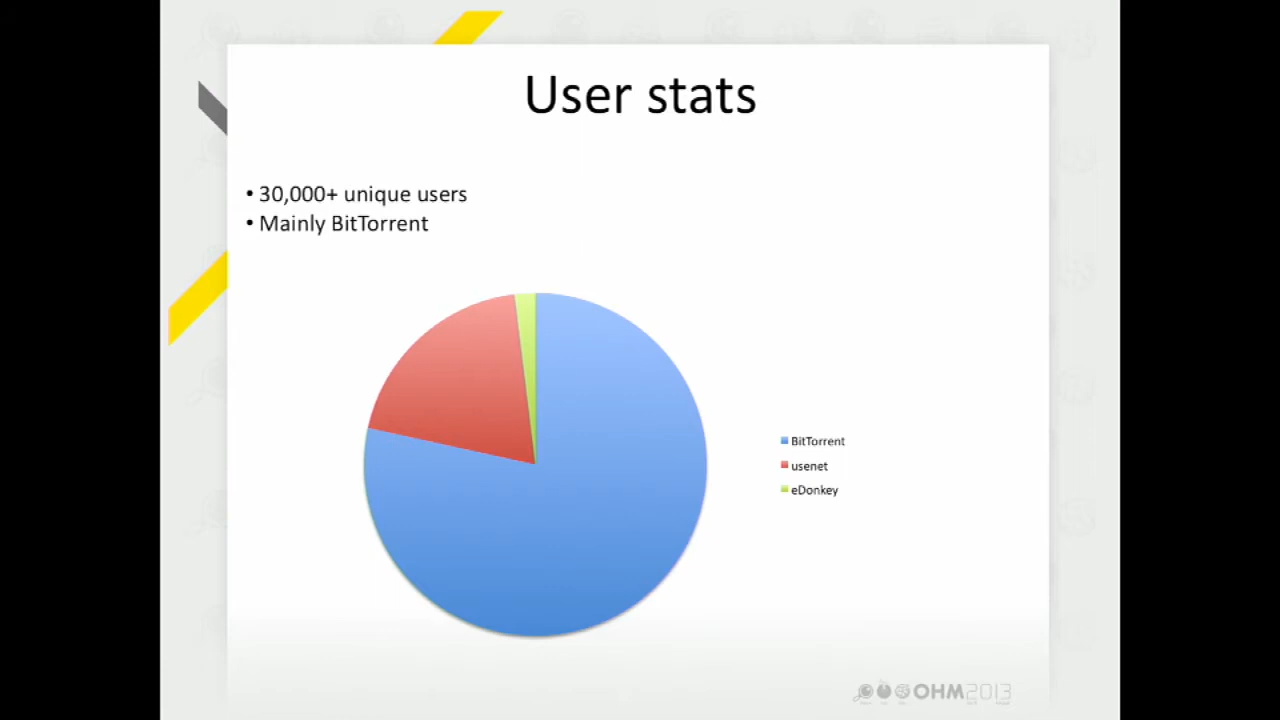 User stats
• 30,000+ unique users
• Mainly BitTorrent
BitTorrent
usenet
eDonkey
OHM2013